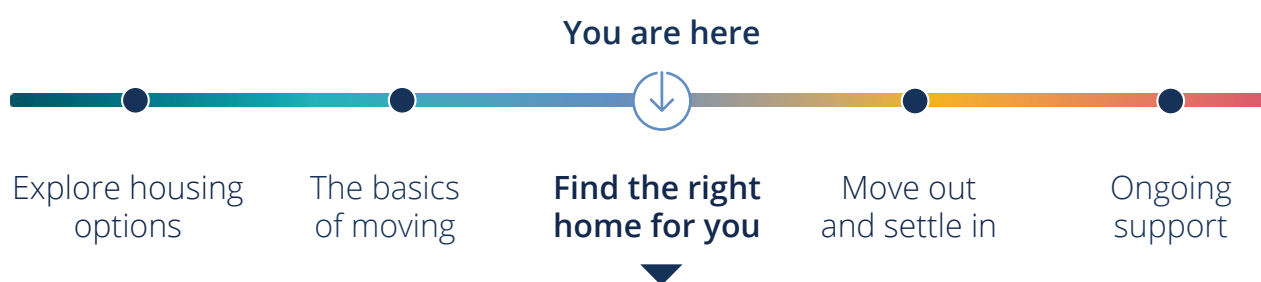 You are here
Explore housing
options
The basics
of moving
Find the right
home for you
Move out
and settle in
Ongoing
support